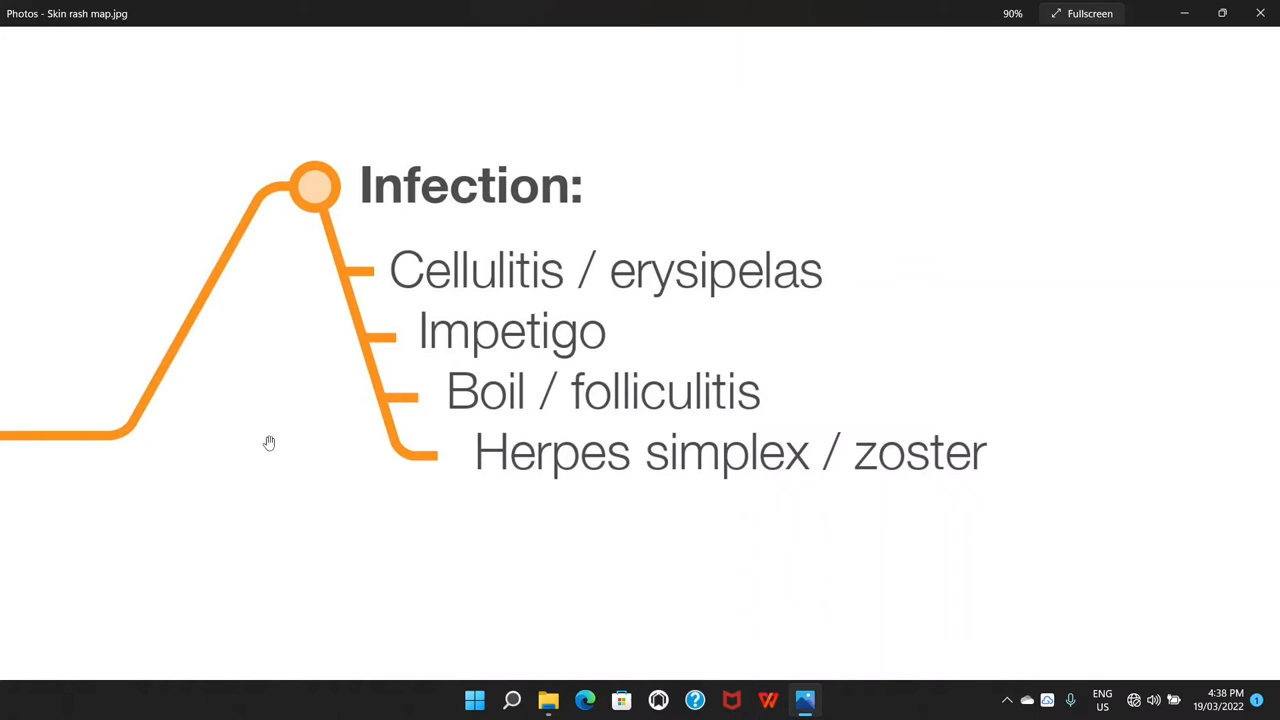 Photos - Skin rash map.jpg
90%
Fullscreen
Infection:
Cellulitis / erysipelas
Impetigo
Boil / folliculitis
Herpes simplex / zoster
ENG
US
4:38 PM
19/03/2022
1